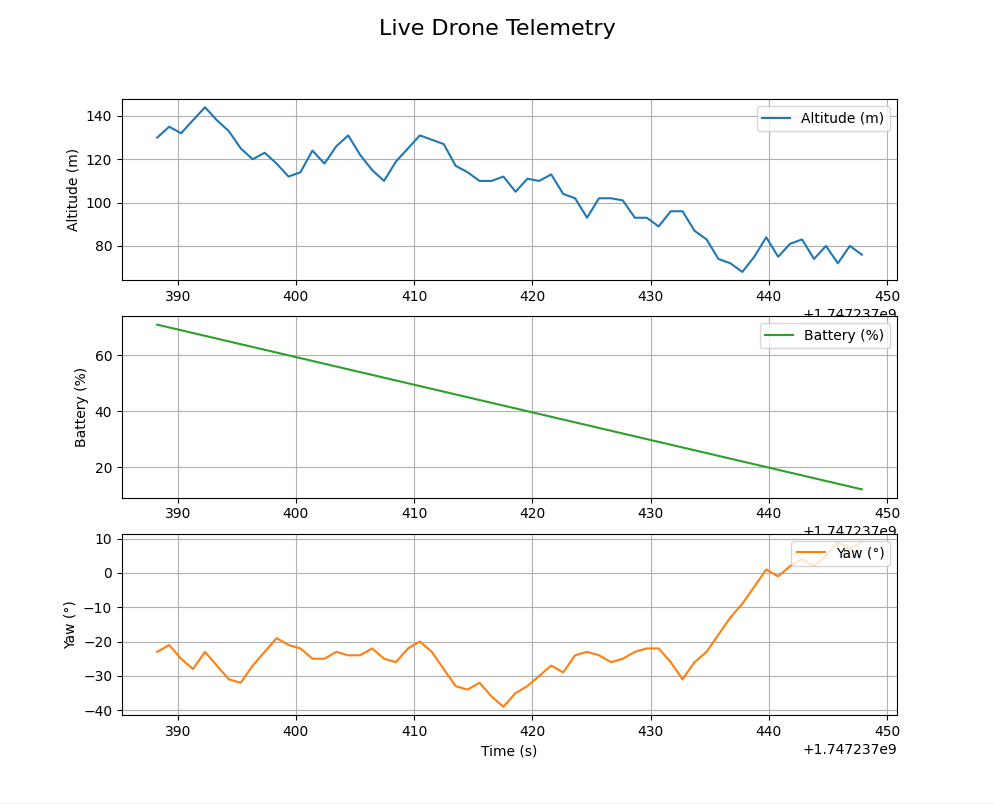 Live Drone Telemetry
Altitude (m)
140
120
100
80
Altitude (m)
390 400 410 420 430 440 450
+1.747237e9
Battery (%)
60
40
20
Battery (%)
390 400 410 420 430 440 450
+1.747237e9
Yaw (°)
10
0
−10
−20
−30
−40
Yaw (°)
390 400 410 420 430 440 450
Time (s)
+1.747237e9